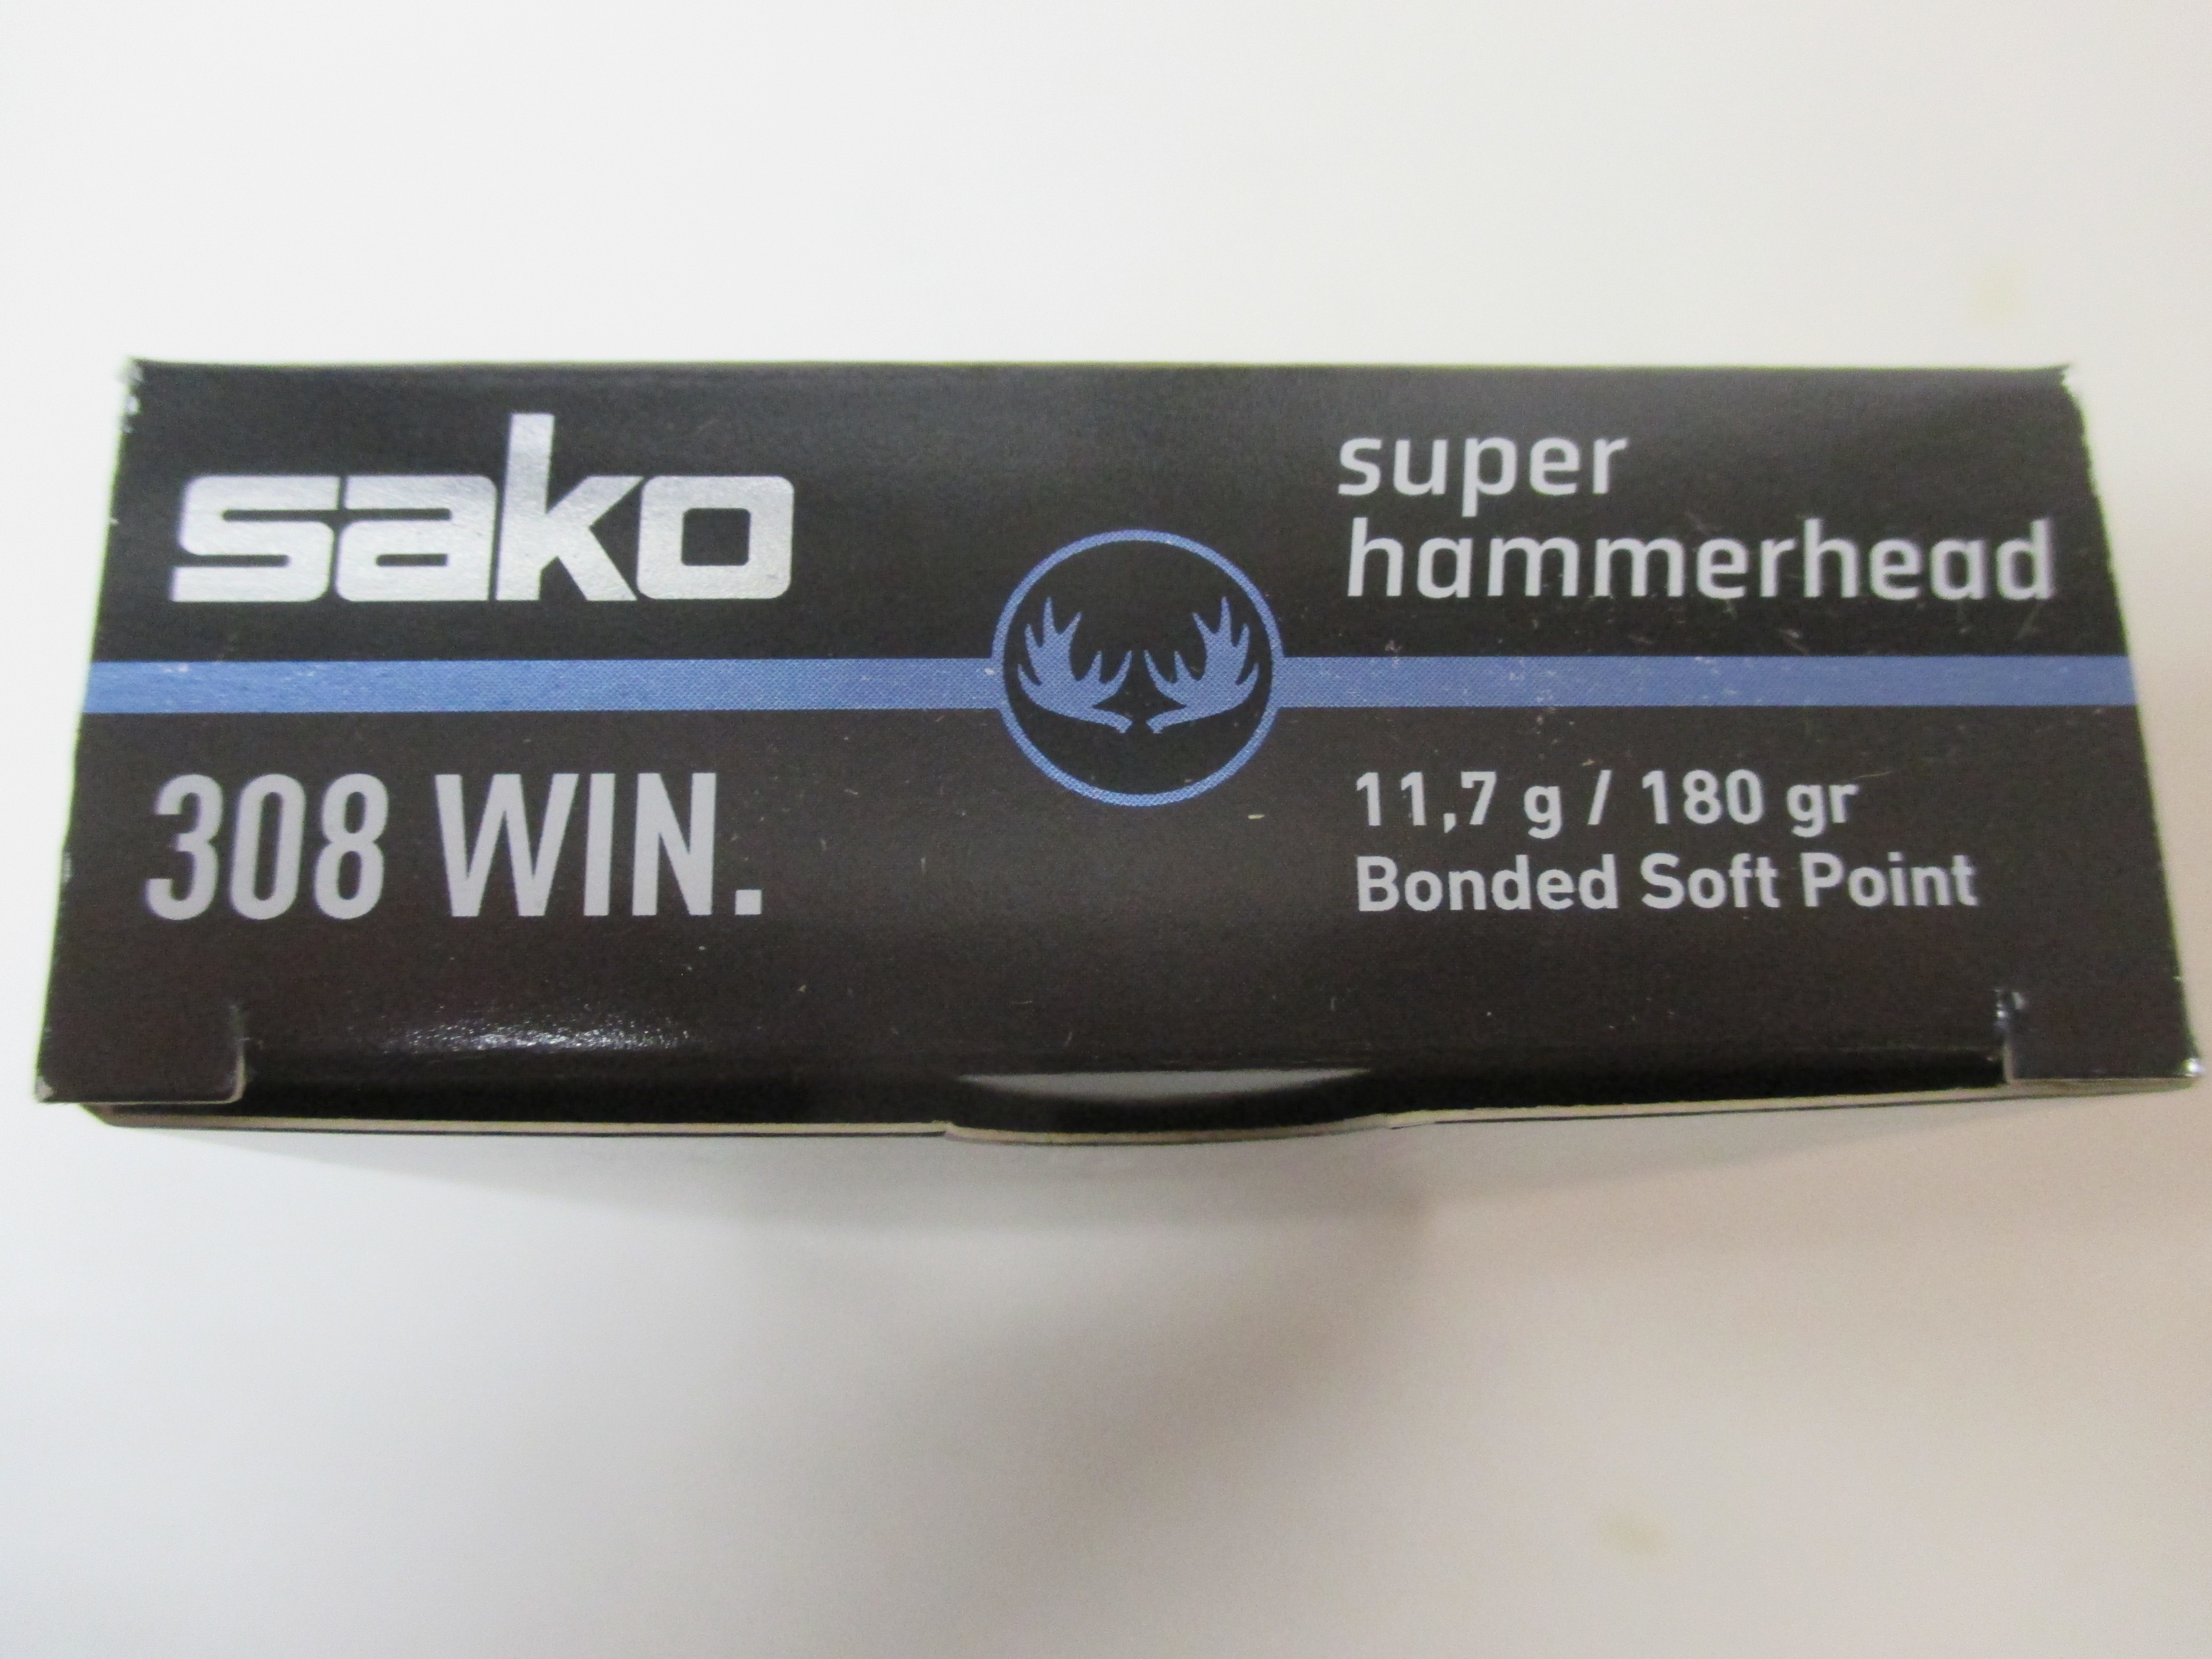 sako
super
hammerhead
308 WIN.
11,7 g / 180 gr
Bonded Soft Point